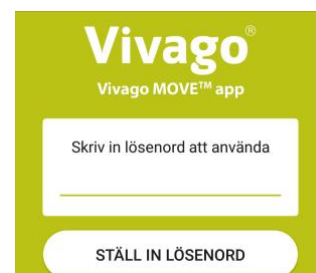 Vivago®
Vivago MOVE™ app
Skriv in lösenord att använda
STÄLL IN LÖSENORD